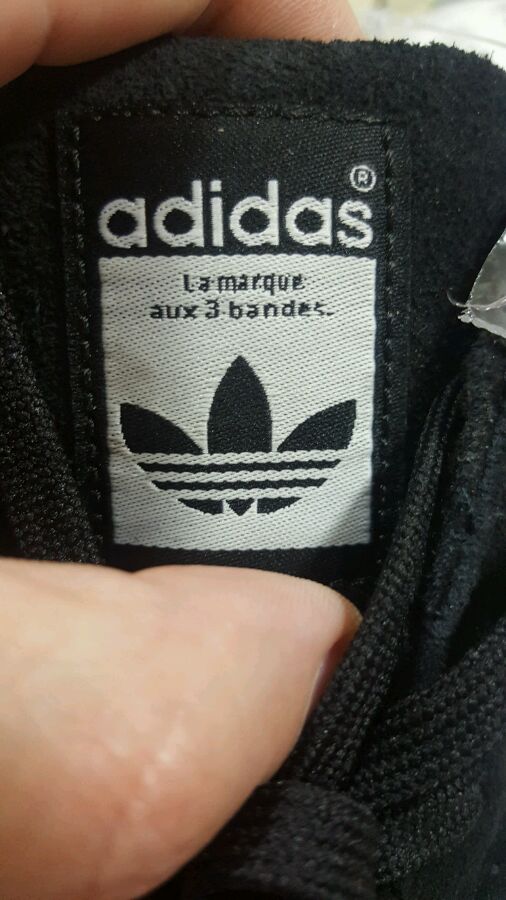 adidas®
La marque
aux 3 bandes.